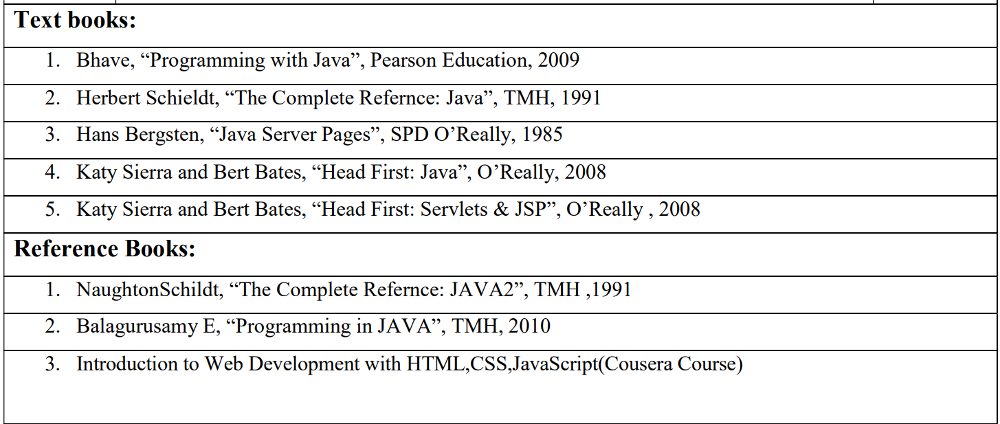 Text books:
1. Bhave, “Programming with Java”, Pearson Education, 2009
2. Herbert Schieldt, “The Complete Refernce: Java”, TMH, 1991
3. Hans Bergsten, “Java Server Pages”, SPD O’Really, 1985
4. Katy Sierra and Bert Bates, “Head First: Java”, O’Really, 2008
5. Katy Sierra and Bert Bates, “Head First: Servlets & JSP”, O’Really , 2008
Reference Books:
1. NaughtonSchildt, “The Complete Refernce: JAVA2”, TMH ,1991
2. Balagurusamy E, “Programming in JAVA”, TMH, 2010
3. Introduction to Web Development with HTML,CSS,JavaScript(Cousera Course)